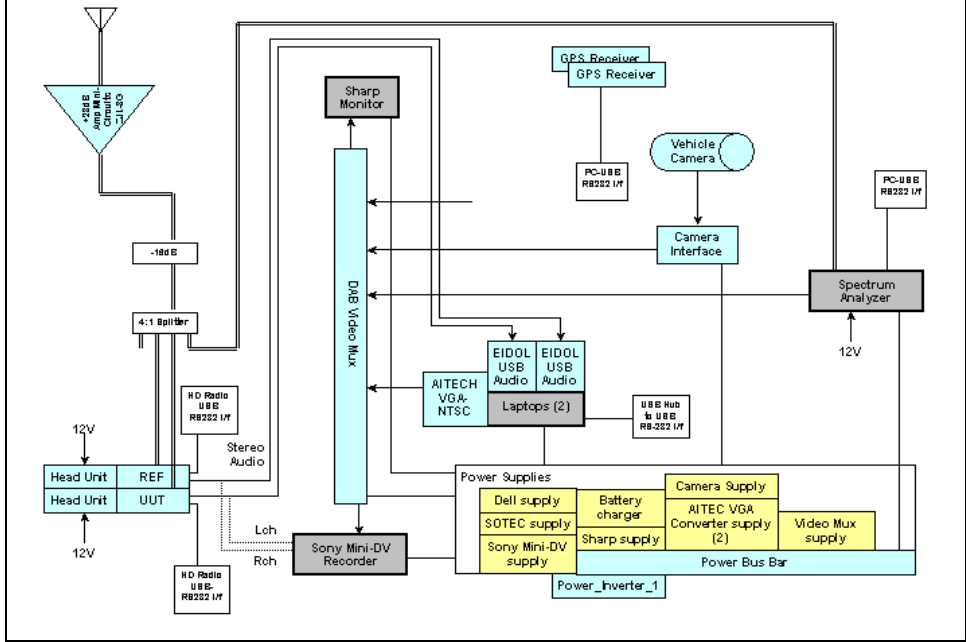 GPS Receiver
GPS Receiver
Sharp
Monitor
Amp Mini-
Circuits
Vehicle
Camera
PC-USB
RS232 I/f
PC-USB
RS232 I/f
Camera
Interface
4:1 Splitter
DAB Video Mux
Spectrum
Analyzer
12V
EIDOL
USB
Audio
EIDOL
USB
Audio
AITECH
VGA-
NTSC
Laptops (2)
HD Radio
USB
RS232 I/f
USB Hub
to USB
RS-232 I/f
12V
Stereo
Audio
Head Unit
REF
Head Unit
UUT
12V
Lch
Rch
Sony Mini-DV
Recorder
HD Radio
USB-
RS232 I/f
Power Supplies
Dell supply
SOTEC supply
Sony Mini-DV
supply
Battery
charger
Sharp supply
Camera Supply
AITEC VGA
Converter supply
(2)
Video Mux
supply
Power Bus Bar
Power_Inverter_1